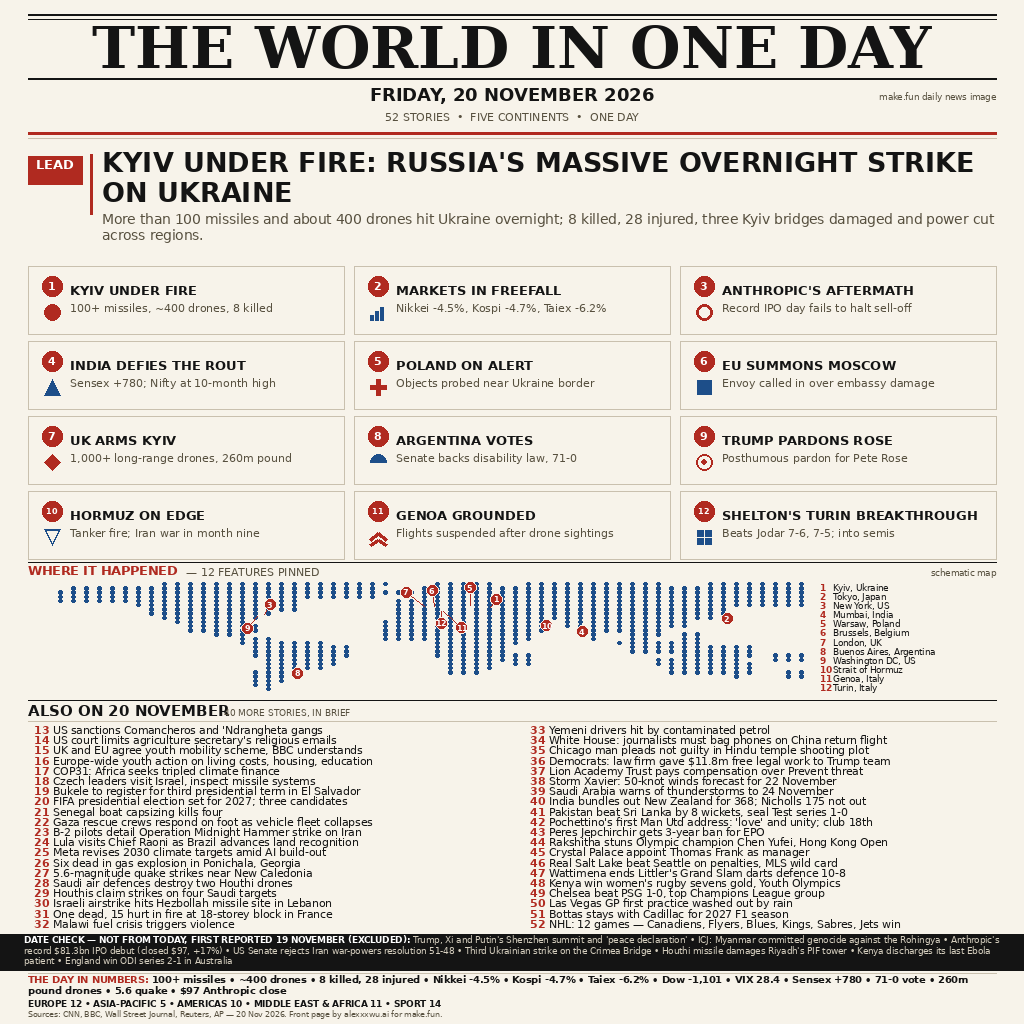 THE WORLD IN ONE DAY
FRIDAY, 20 NOVEMBER 2026
make.fun daily news image
52 STORIES • FIVE CONTINENTS • ONE DAY
LEAD
KYIV UNDER FIRE: RUSSIA'S MASSIVE OVERNIGHT STRIKE
ON UKRAINE
More than 100 missiles and about 400 drones hit Ukraine overnight; 8 killed, 28 injured, three Kyiv bridges damaged and power cut
across regions.
1 KYIV UNDER FIRE
100+ missiles, ~400 drones, 8 killed
2 MARKETS IN FREEFALL
Nikkei -4.5%, Kospi -4.7%, Taiex -6.2%
3 ANTHROPIC'S AFTERMATH
Record IPO day fails to halt sell-off
4 INDIA DEFIES THE ROUT
Sensex +780; Nifty at 10-month high
5 POLAND ON ALERT
Objects probed near Ukraine border
6 EU SUMMONS MOSCOW
Envoy called in over embassy damage
7 UK ARMS KYIV
1,000+ long-range drones, 260m pound
8 ARGENTINA VOTES
Senate backs disability law, 71-0
9 TRUMP PARDONS ROSE
Posthumous pardon for Pete Rose
10 HORMUZ ON EDGE
Tanker fire; Iran war in month nine
11 GENOA GROUNDED
Flights suspended after drone sightings
12 SHELTON'S TURIN BREAKTHROUGH
Beats Jodar 7-6, 7-5; into semis
WHERE IT HAPPENED — 12 FEATURES PINNED
schematic map
7
6
5
1
3
9
12
11
10
4
2
8
1 Kyiv, Ukraine
2 Tokyo, Japan
3 New York, US
4 Mumbai, India
5 Warsaw, Poland
6 Brussels, Belgium
7 London, UK
8 Buenos Aires, Argentina
9 Washington DC, US
10 Strait of Hormuz
11 Genoa, Italy
12 Turin, Italy
ALSO ON 20 NOVEMBER
40 MORE STORIES, IN BRIEF
13 US sanctions Comancheros and 'Ndrangheta gangs
14 US court limits agriculture secretary's religious emails
15 UK and EU agree youth mobility scheme, BBC understands
16 Europe-wide youth action on living costs, housing, education
17 COP31: Africa seeks tripled climate finance
18 Czech leaders visit Israel, inspect missile systems
19 Bukele to register for third presidential term in El Salvador
20 FIFA presidential election set for 2027; three candidates
21 Senegal boat capsizing kills four
22 Gaza rescue crews respond on foot as vehicle fleet collapses
23 B-2 pilots detail Operation Midnight Hammer strike on Iran
24 Lula visits Chief Raoni as Brazil advances land recognition
25 Meta revises 2030 climate targets amid AI build-out
26 Six dead in gas explosion in Ponichala, Georgia
27 5.6-magnitude quake strikes near New Caledonia
28 Saudi air defences destroy two Houthi drones
29 Houthis claim strikes on four Saudi targets
30 Israeli airstrike hits Hezbollah missile site in Lebanon
31 One dead, 15 hurt in fire at 18-storey block in France
32 Malawi fuel crisis triggers violence
33 Yemeni drivers hit by contaminated petrol
34 White House: journalists must bag phones on China return flight
35 Chicago man pleads not guilty in Hindu temple shooting plot
36 Democrats: law firm gave $11.8m free legal work to Trump team
37 Lion Academy Trust pays compensation over Prevent threat
38 Storm Xavier: 50-knot winds forecast for 22 November
39 Saudi Arabia warns of thunderstorms to 24 November
40 India bundles out New Zealand for 368; Nicholls 175 not out
41 Pakistan beat Sri Lanka by 8 wickets, seal Test series 1-0
42 Pochettino's first Man Utd address: 'love' and unity; club 18th
43 Peres Jepchirchir gets 3-year ban for EPO
44 Rakshitha stuns Olympic champion Chen Yufei, Hong Kong Open
45 Crystal Palace appoint Thomas Frank as manager
46 Real Salt Lake beat Seattle on penalties, MLS wild card
47 Wattimena ends Littler's Grand Slam darts defence 10-8
48 Kenya win women's rugby sevens gold, Youth Olympics
49 Chelsea beat PSG 1-0, top Champions League group
50 Las Vegas GP first practice washed out by rain
51 Bottas stays with Cadillac for 2027 F1 season
52 NHL: 12 games — Canadiens, Flyers, Blues, Kings, Sabres, Jets win
DATE CHECK — NOT FROM TODAY, FIRST REPORTED 19 NOVEMBER (EXCLUDED): Trump, Xi and Putin's Shenzhen summit and 'peace declaration' • ICJ: Myanmar committed genocide against the Rohingya • Anthropic's
record $81.3bn IPO debut (closed $97, +17%) • US Senate rejects Iran war-powers resolution 51-48 • Third Ukrainian strike on the Crimea Bridge • Houthi missile damages Riyadh's PIF tower • Kenya discharges its last Ebola
patient • England win ODI series 2-1 in Australia
THE DAY IN NUMBERS: 100+ missiles • ~400 drones • 8 killed, 28 injured • Nikkei -4.5% • Kospi -4.7% • Taiex -6.2% • Dow -1,101 • VIX 28.4 • Sensex +780 • 71-0 vote • 260m
pound drones • 5.6 quake • $97 Anthropic close
EUROPE 12 • ASIA-PACIFIC 5 • AMERICAS 10 • MIDDLE EAST & AFRICA 11 • SPORT 14
Sources: CNN, BBC, Wall Street Journal, Reuters, AP — 20 Nov 2026. Front page by alexxxwu.ai for make.fun.